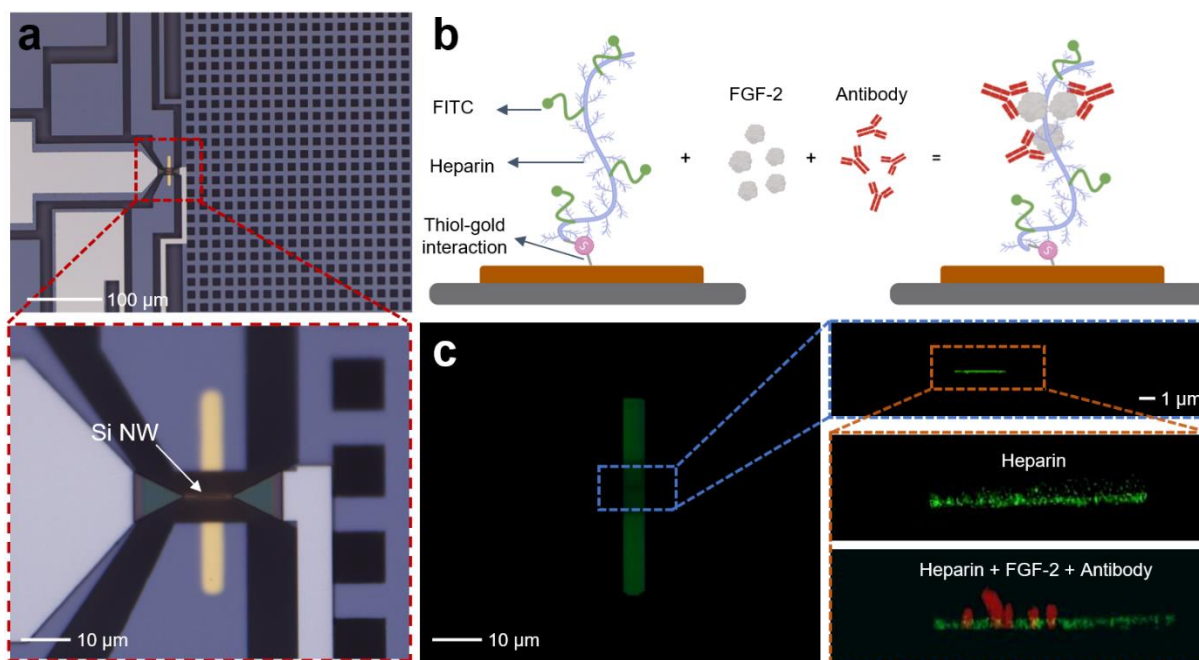 a
100 µm
Si NW
10 µm
b
FITC
Heparin
Thiol-gold
interaction
S
+
FGF-2
+
Antibody
=
S
c
10 µm
1 µm
Heparin
Heparin + FGF-2 + Antibody